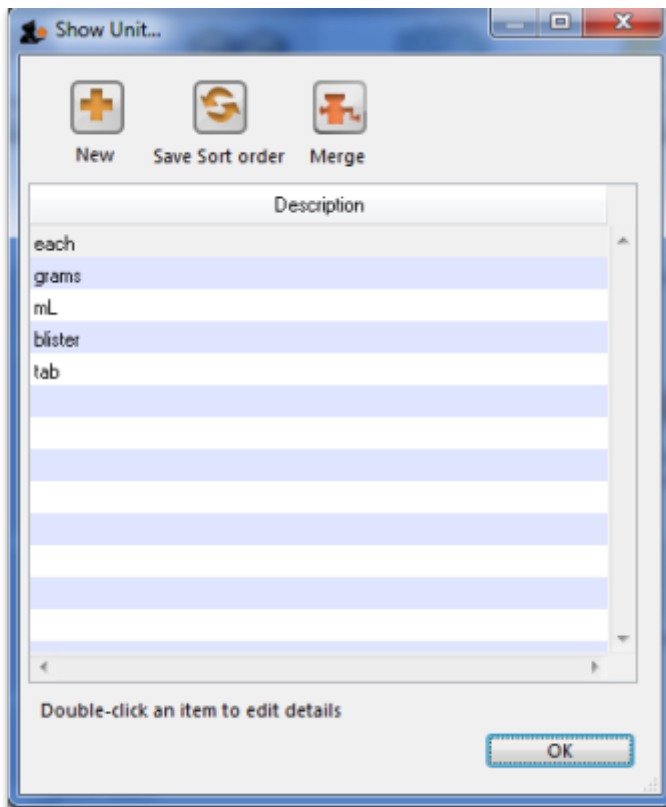 Show Unit...
New Save Sort order Merge
Description
each
grams
mL
blister
tab
Double-click an item to edit details
OK